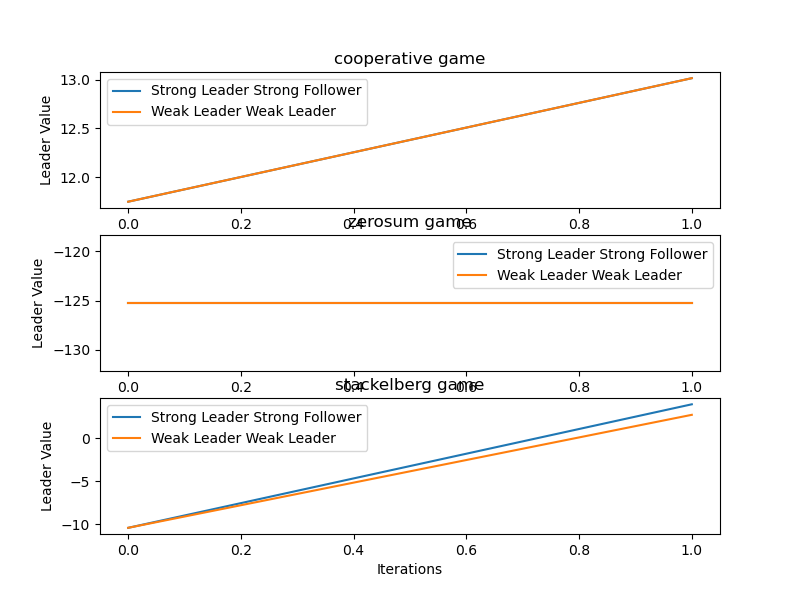 cooperative game
13.0
12.5
12.0
Leader Value
Strong Leader Strong Follower
Weak Leader Weak Leader
0.0 0.2 0.4 0.6 0.8 1.0
zerosum game
−120
−125
−130
Leader Value
Strong Leader Strong Follower
Weak Leader Weak Leader
0.0 0.2 0.4 0.6 0.8 1.0
stackelberg game
0
−5
−10
Leader Value
Strong Leader Strong Follower
Weak Leader Weak Leader
0.0 0.2 0.4 0.6 0.8 1.0
Iterations